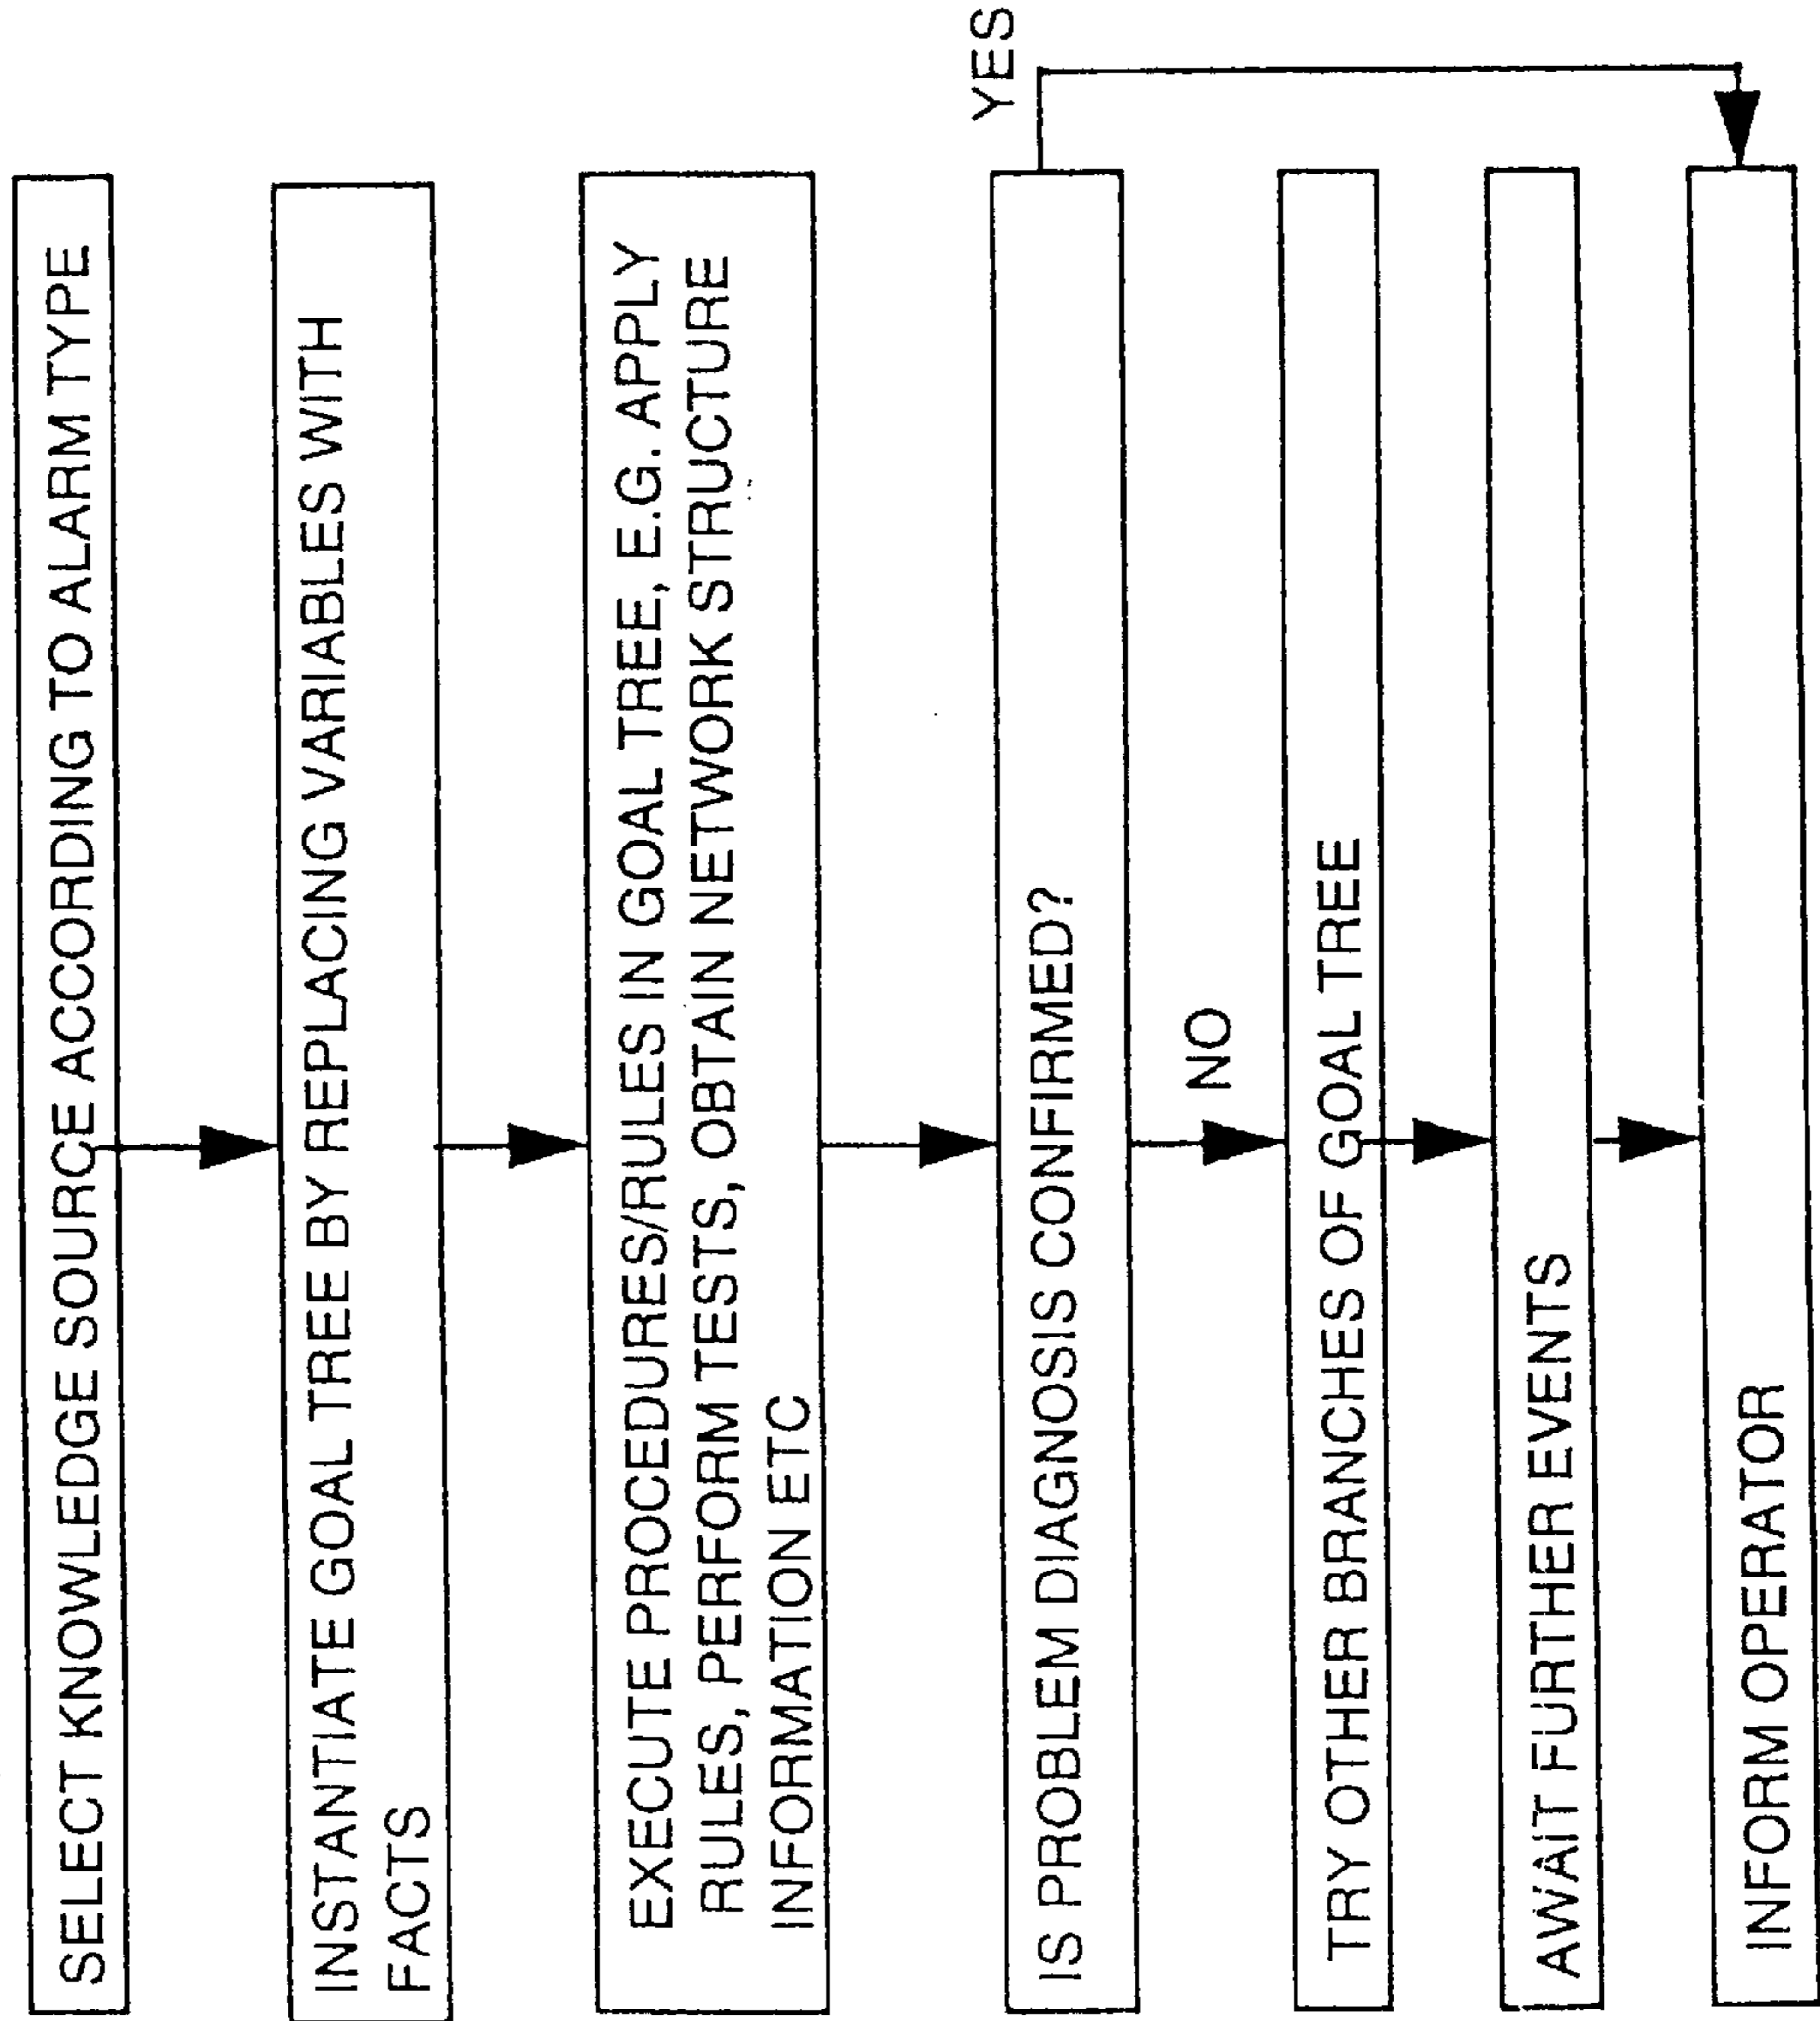 SELECT KNOWLEDGE SOURCE ACCORDING TO ALARM TYPE
INSTANTIATE GOAL TREE BY REPLACING VARIABLES WITH
FACTS
EXECUTE PROCEDURES/RULES IN GOAL TREE, E.G. APPLY
RULES, PERFORM TESTS, OBTAIN NETWORK STRUCTURE
INFORMATION ETC
IS PROBLEM DIAGNOSIS CONFIRMED?
YES
NO
TRY OTHER BRANCHES OF GOAL TREE
AWAIT FURTHER EVENTS
INFORM OPERATOR